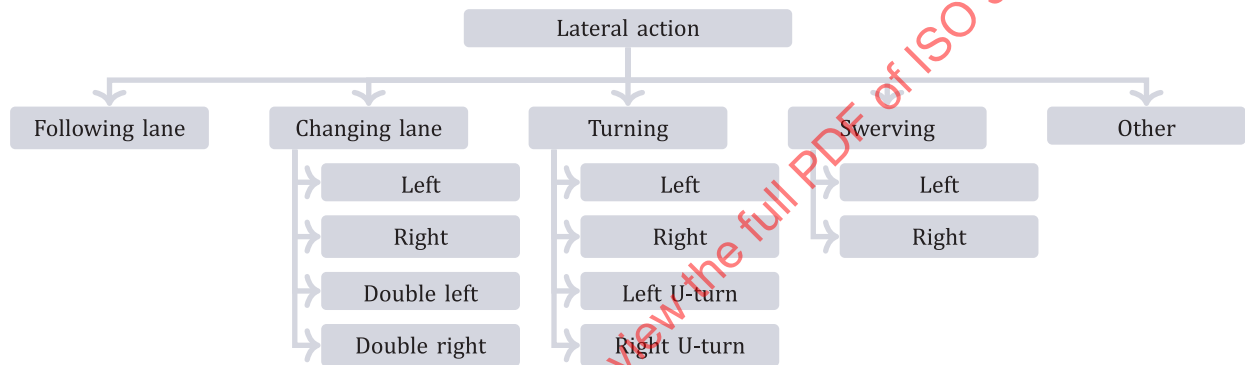 Lateral action
Following lane
Changing lane
Turning
Swerving
Other
Left
Right
Double left
Double right
Left
Right
Left U-turn
Right U-turn
Left
Right
view the full PDF of ISO